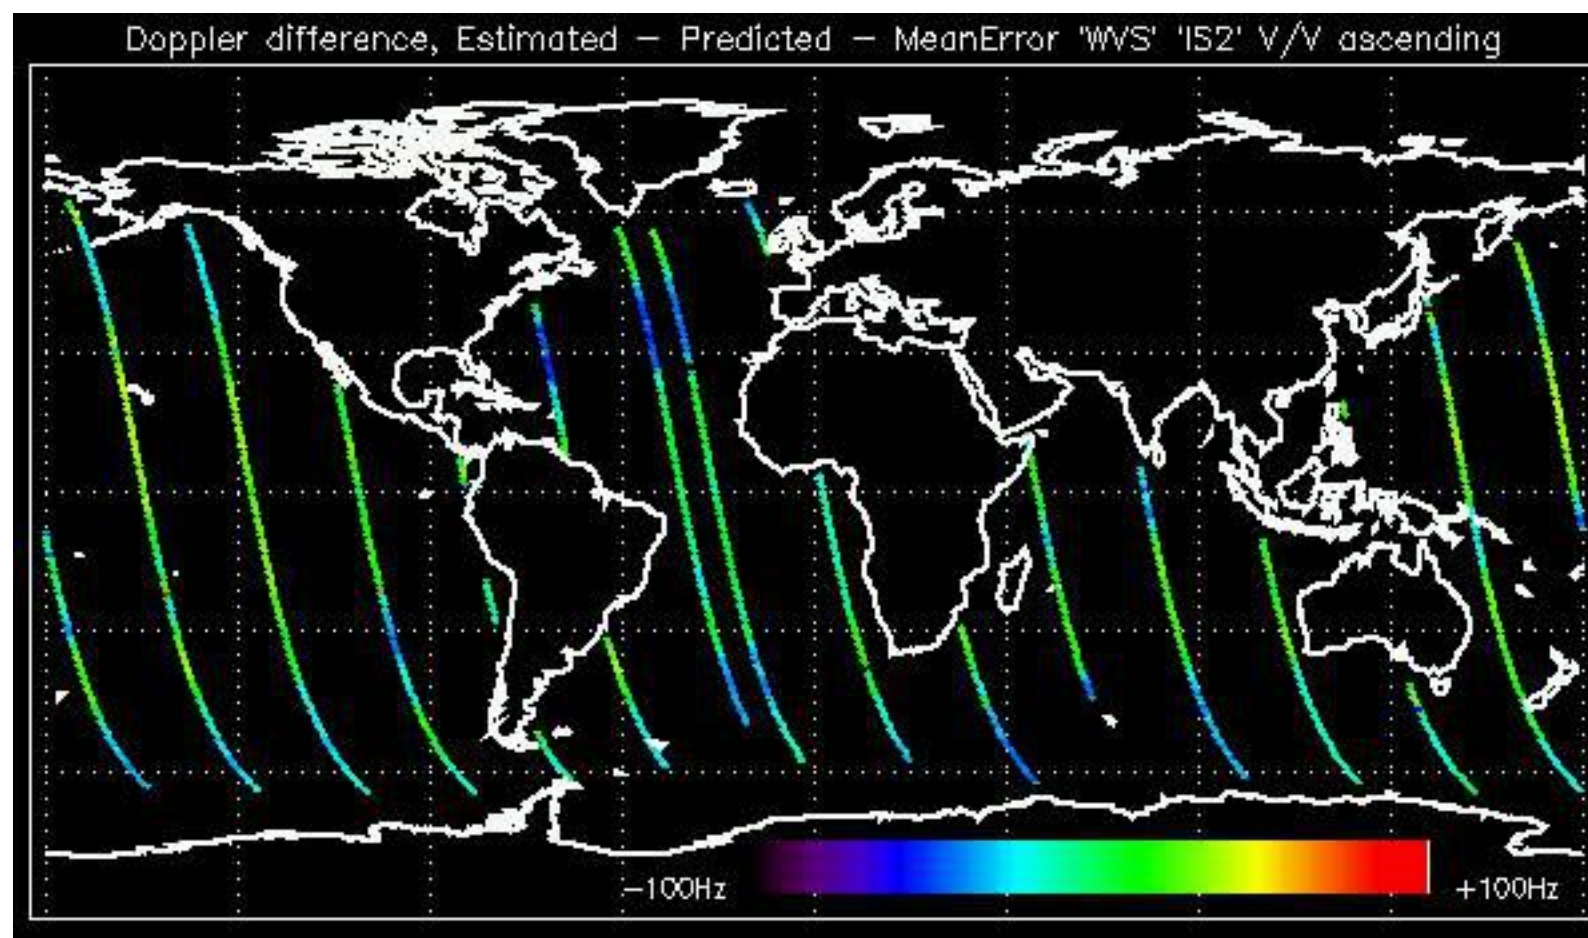 Doppler difference, Estimated − Predicted − MeanError 'WVS' 'IS2' V/V ascending
−100Hz +100Hz